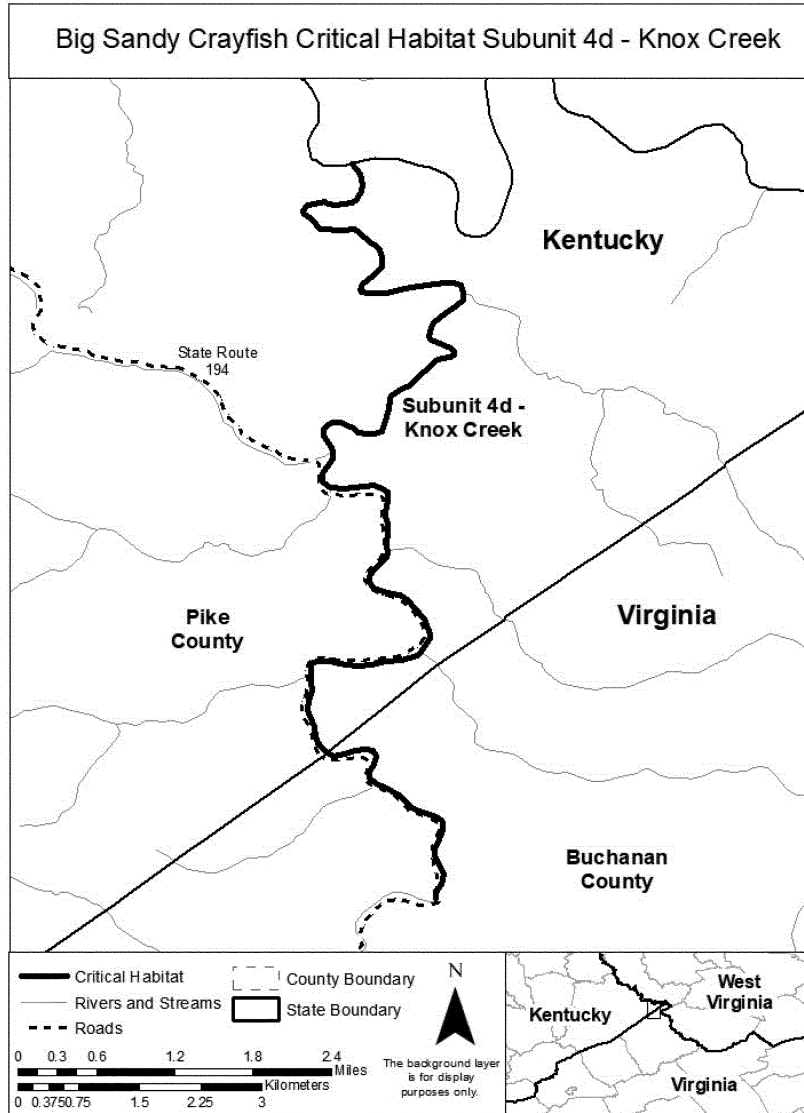 Big Sandy Crayfish Critical Habitat Subunit 4d - Knox Creek
Kentucky
State Route
194
Subunit 4d -
Knox Creek
Pike
County
Virginia
Buchanan
County
Critical Habitat
Rivers and Streams
Roads
County Boundary
State Boundary
N
The background layer
is for display
purposes only.
0 0.3 0.6 1.2 1.8 2.4
Miles
Kilometers
0 0.3750.75 1.5 2.25 3
West
Virginia
Kentucky
Virginia